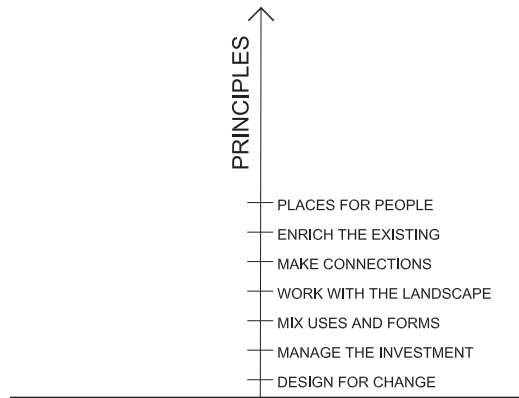 PRINCIPLES
PLACES FOR PEOPLE
ENRICH THE EXISTING
MAKE CONNECTIONS
WORK WITH THE LANDSCAPE
MIX USES AND FORMS
MANAGE THE INVESTMENT
DESIGN FOR CHANGE